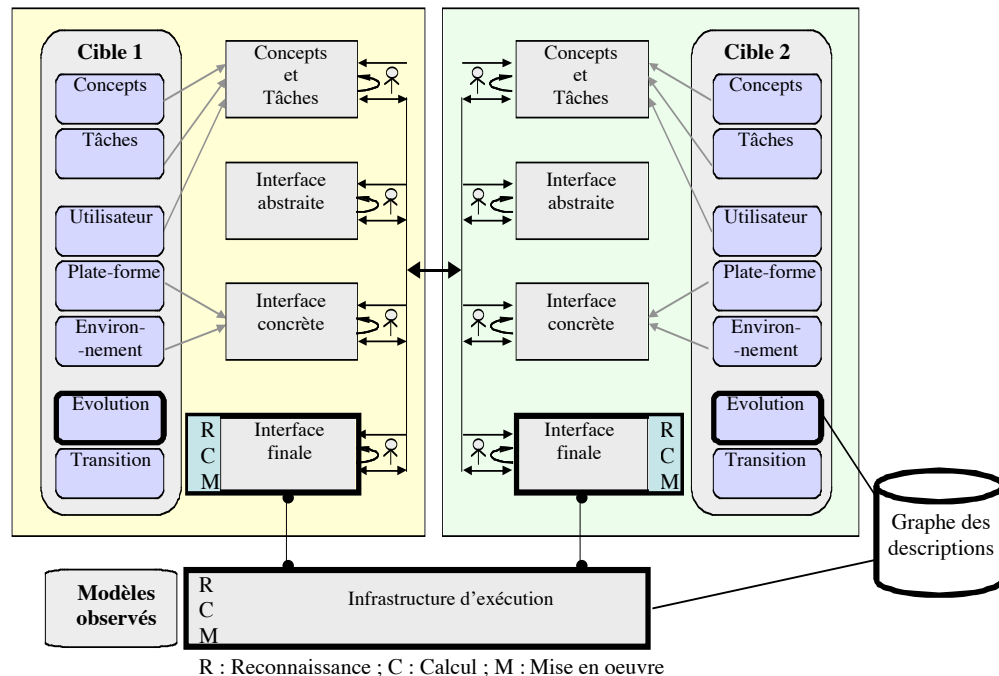 Cible 1
Concepts
Tâches
Utilisateur
Plate-forme
Environ-
-nement
Evolution
Transition
Concepts
et
Tâches
Interface
abstraite
Interface
concrète
R
C
M
Interface
finale
Concepts
et
Tâches
Interface
abstraite
Interface
concrète
Interface
finale
R
C
M
Cible 2
Concepts
Tâches
Utilisateur
Plate-forme
Environ-
-nement
Evolution
Transition
Graphe des
descriptions
Modèles
observés
R
C
M
Infrastructure d'exécution
R : Reconnaissance ; C : Calcul ; M : Mise en oeuvre